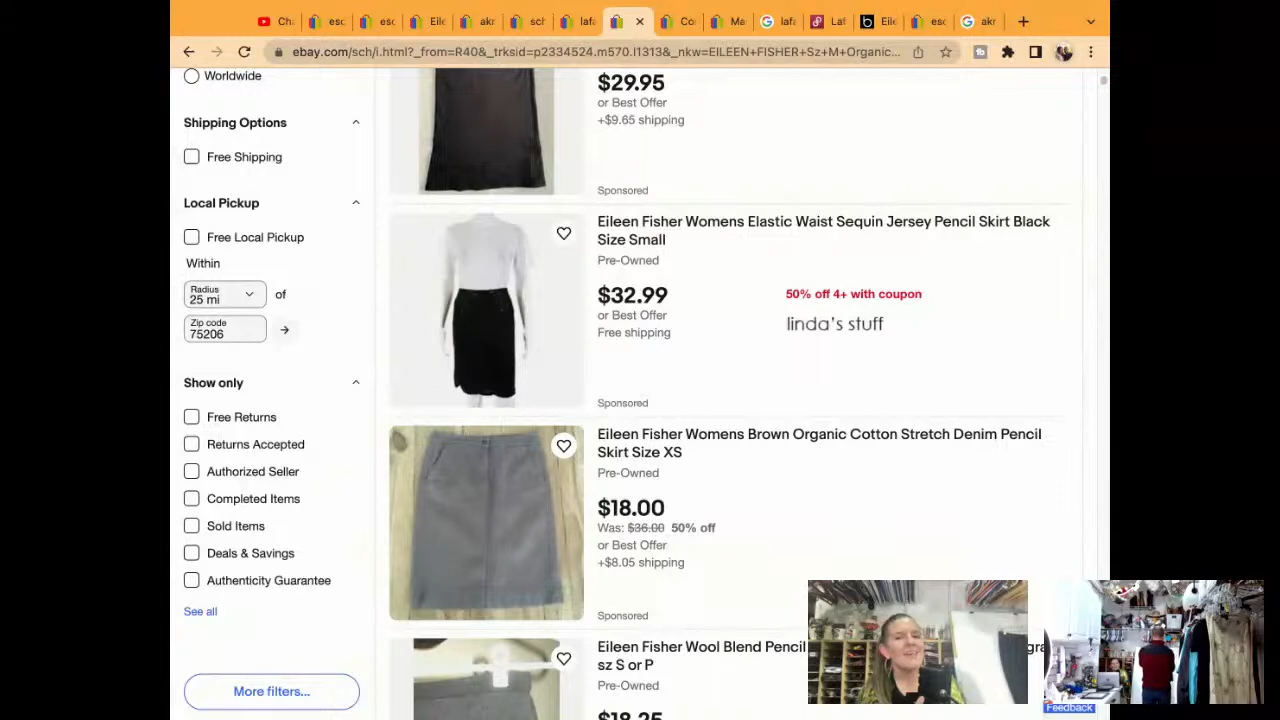 Cha
esc
esc
Eile
akr
sch
lafa
Co
Ma
lafa
Laf
Eile
esc
akr
ebay.com/sch/i.html?_from=R40&_trksid=p2334524.m570.l1313&_nkw=EILEEN+FISHER+Sz+M+Organic...
Worldwide
Shipping Options
Free Shipping
Local Pickup
Free Local Pickup
Within
Radius
25 mi
of
Zip code
75206
Show only
Free Returns
Returns Accepted
Authorized Seller
Completed Items
Sold Items
Deals & Savings
Authenticity Guarantee
See all
More filters...
$29.95
or Best Offer
+$9.65 shipping
Sponsored
Eileen Fisher Womens Elastic Waist Sequin Jersey Pencil Skirt Black
Size Small
Pre-Owned
$32.99
or Best Offer
Free shipping
50% off 4+ with coupon
linda's stuff
Sponsored
Eileen Fisher Womens Brown Organic Cotton Stretch Denim Pencil
Skirt Size XS
Pre-Owned
$18.00
Was: $36.00 50% off
or Best Offer
+$8.05 shipping
Sponsored
Eileen Fisher Wool Blend Pencil
sz S or P
Pre-Owned
$18.25
Feedback